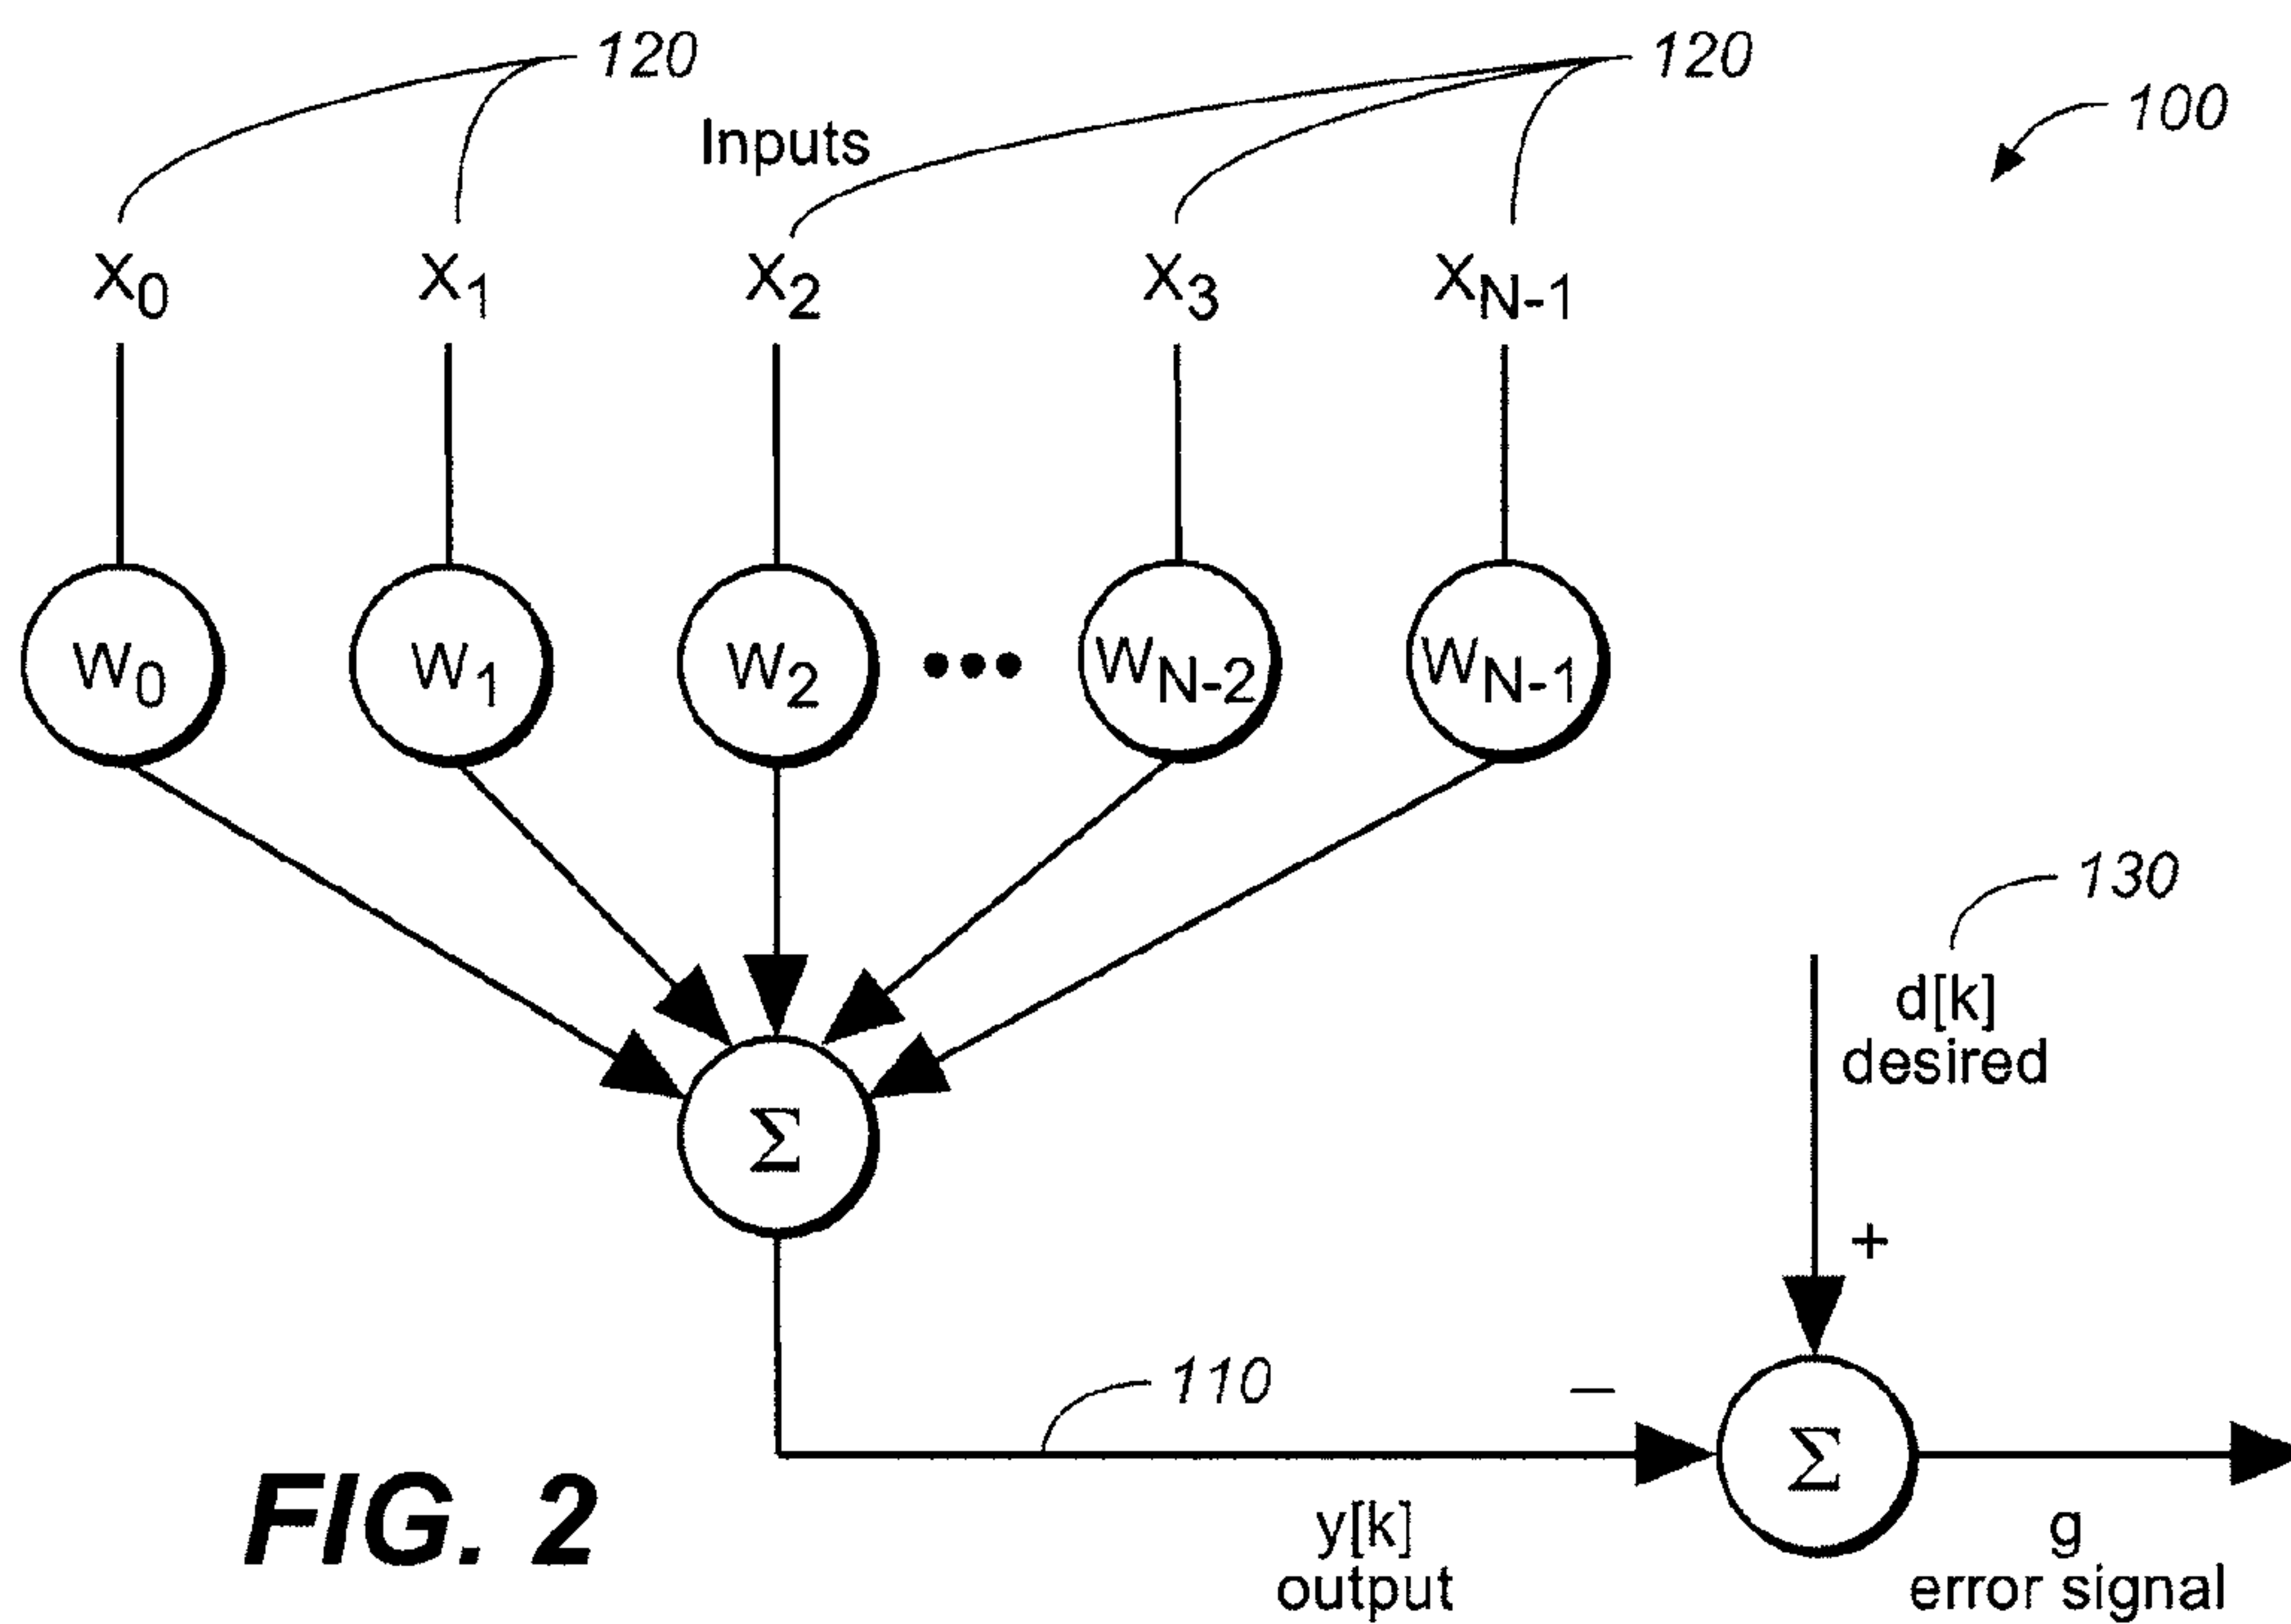 120
120
100
Inputs
X0
X1
X2
X3
XN-1
W0
W1
W2
•••
WN-2
WN-1
130
d[k]
desired
Σ
+
110
–
Σ
FIG. 2
y[k]
output
g
error signal